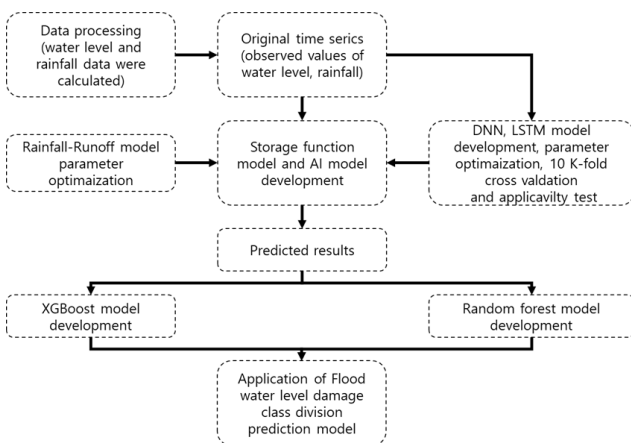 Data processing
(water level and
rainfall data were
calculated)
Original time serics
(observed values of
water level, rainfall)
Rainfall-Runoff model
parameter
optimaization
Storage function
model and AI model
development
DNN, LSTM model
development, parameter
optimaization, 10 K-fold
cross valdation
and applicavilty test
Predicted results
XGBoost model
development
Random forest model
development
Application of Flood
water level damage
class division
prediction model